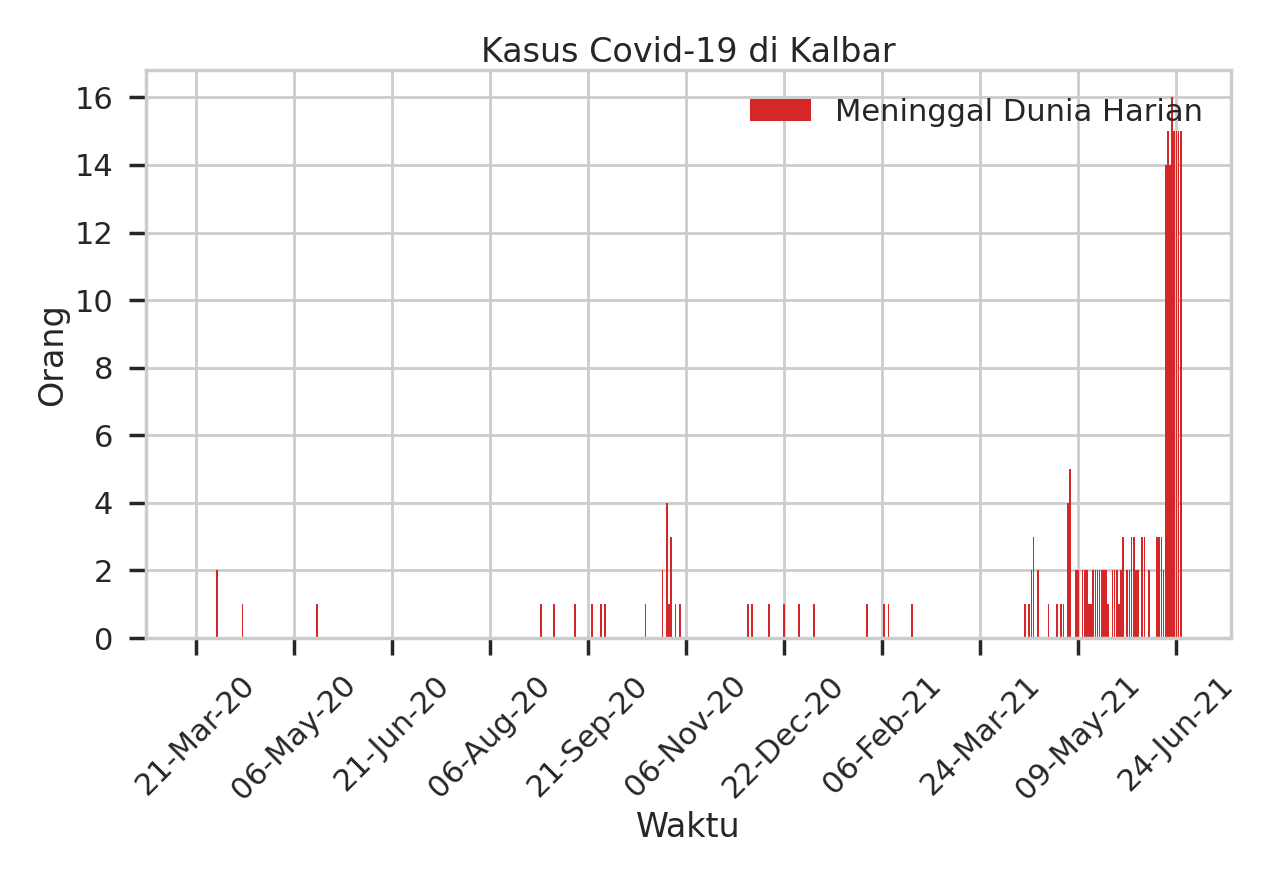 Kasus Covid-19 di Kalbar
Meninggal Dunia Harian
16
14
12
10
8
6
4
2
0
Orang
21-Mar-20
06-May-20
21-Jun-20
06-Aug-20
21-Sep-20
06-Nov-20
22-Dec-20
06-Feb-21
24-Mar-21
09-May-21
24-Jun-21
Waktu